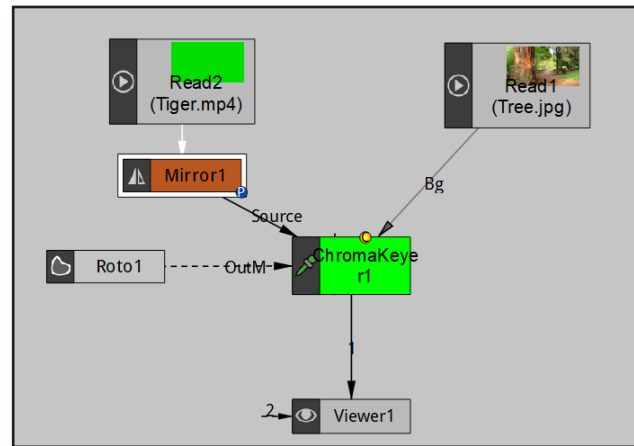 Read2
(Tiger.mp4)
Read1
(Tree.jpg)
Mirror1
P
Bg
Source
Roto1
OutM
ChromaKeye
r1
1
2
Viewer1